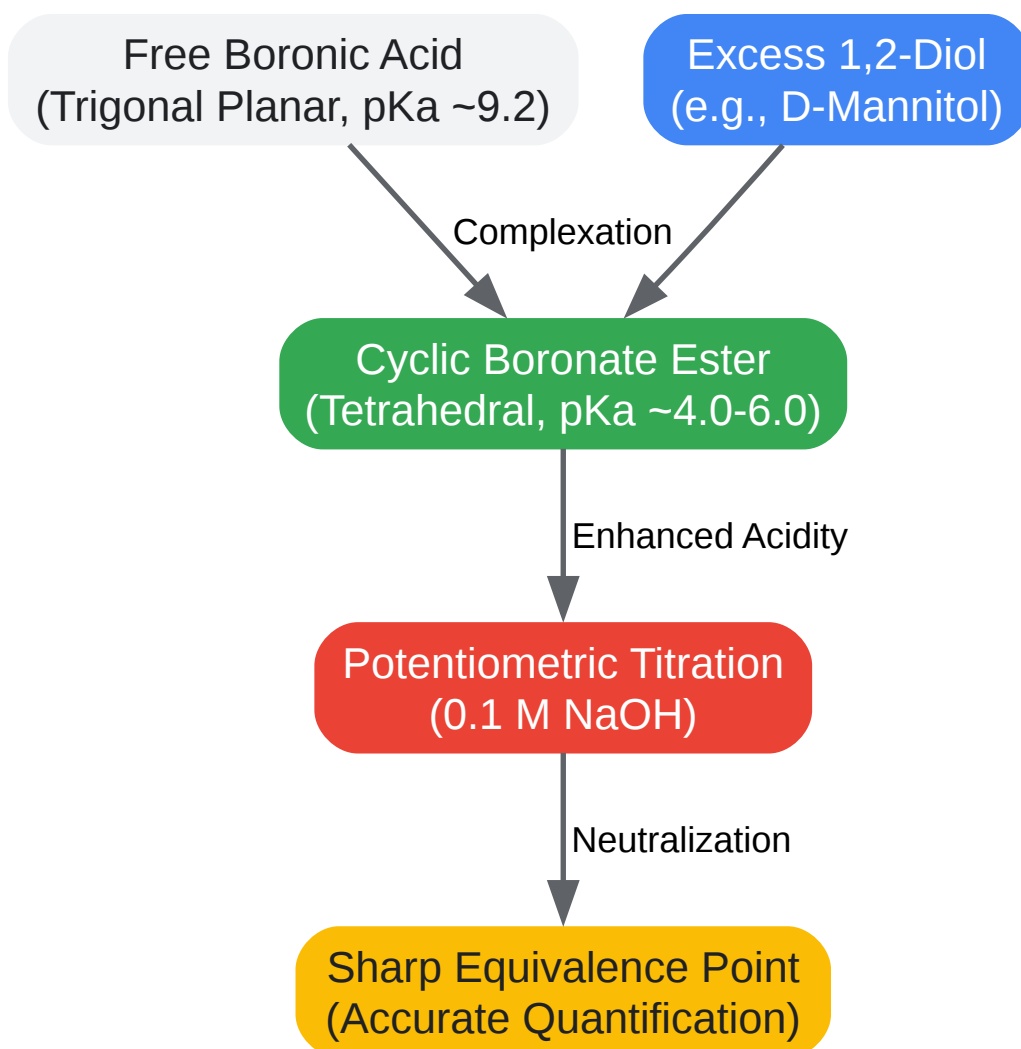 Free Boronic Acid
(Trigonal Planar, pKa ~9.2)
Excess 1,2-Diol
(e.g., D-Mannitol)
Complexation
Cyclic Boronate Ester
(Tetrahedral, pKa ~4.0-6.0)
Enhanced Acidity
Potentiometric Titration
(0.1 M NaOH)
Neutralization
Sharp Equivalence Point
(Accurate Quantification)